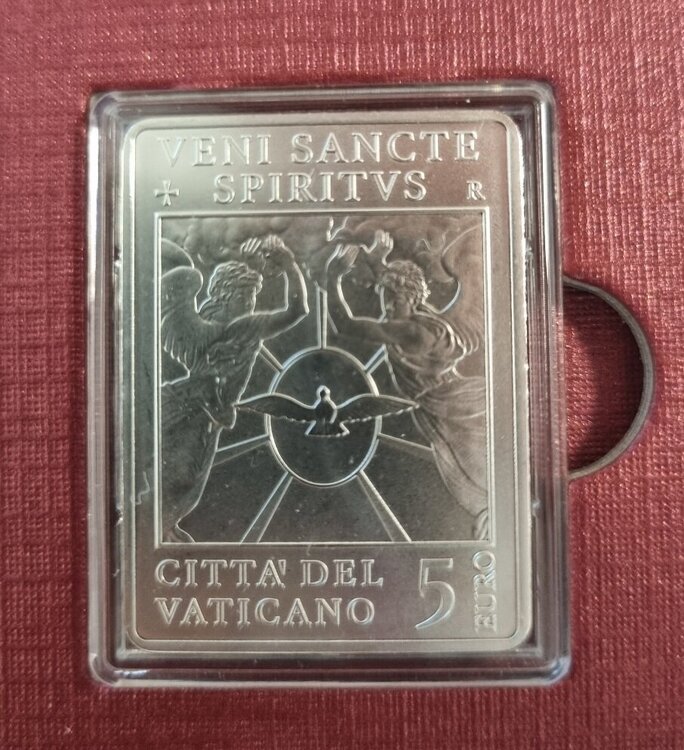 VENI SANCTE
SPIRITVS R
CITTA' DEL
VATICANO
5
EURO